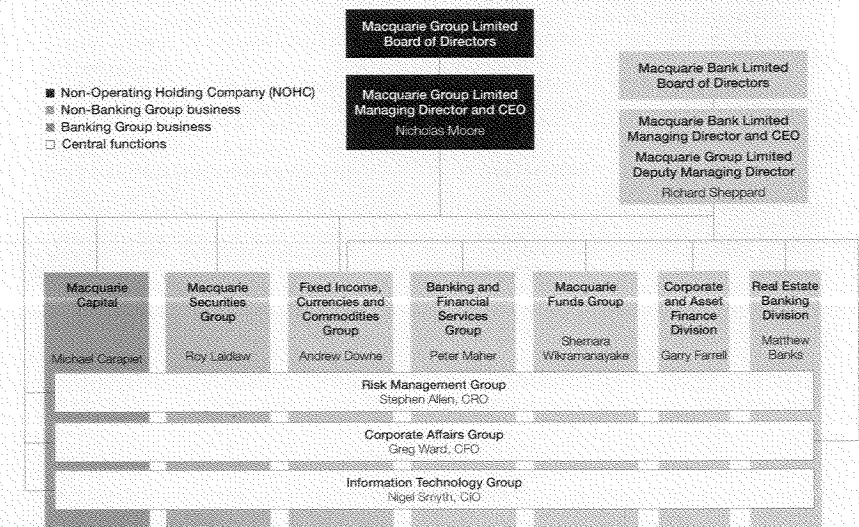 Macquarie Group Limited
Board of Directors
Macquarie Group Limited
Managing Director and CEO
Nicholas Moore
Macquarie Bank Limited
Board of Directors
Macquarie Bank Limited
Managing Director and CEO
Macquarie Group Limited
Deputy Managing Director
Richard Sheppard
Non-Operating Holding Company (NOHC)
Non-Banking Group business
Banking Group business
Central functions
Macquarie
Capital
Michael Carapiet
Macquarie
Securities
Group
Roy Laidlaw
Fixed Income,
Currencies and
Commodities
Group
Andrew Downe
Banking and
Financial
Services
Group
Peter Maher
Macquarie
Funds Group
Shemara
Wikramanayake
Corporate
and Asset
Finance
Division
Garry Farrell
Real Estate
Banking
Division
Matthew
Banks
Risk Management Group
Stephen Allen, CRO
Corporate Affairs Group
Greg Ward, CFO
Information Technology Group
Nigel Smyth, CIO